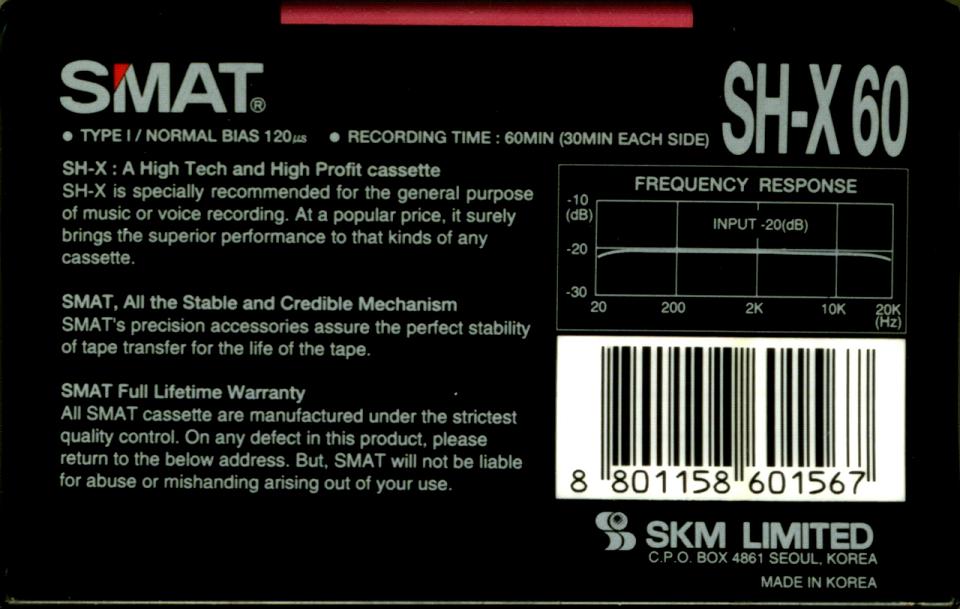 SMAT®
SH-X 60
● TYPE I / NORMAL BIAS 120µs ● RECORDING TIME : 60MIN (30MIN EACH SIDE)
SH-X : A High Tech and High Profit cassette
SH-X is specially recommended for the general purpose
of music or voice recording. At a popular price, it surely
brings the superior performance to that kinds of any
cassette.
SMAT, All the Stable and Credible Mechanism
SMAT's precision accessories assure the perfect stability
of tape transfer for the life of the tape.
SMAT Full Lifetime Warranty
All SMAT cassette are manufactured under the strictest
quality control. On any defect in this product, please
return to the below address. But, SMAT will not be liable
for abuse or mishanding arising out of your use.
FREQUENCY RESPONSE
-10
(dB)
INPUT -20(dB)
-20
-30
20 200 2K 10K 20K
(Hz)
8 801158 601567
SKM LIMITED
C.P.O. BOX 4861 SEOUL, KOREA
MADE IN KOREA